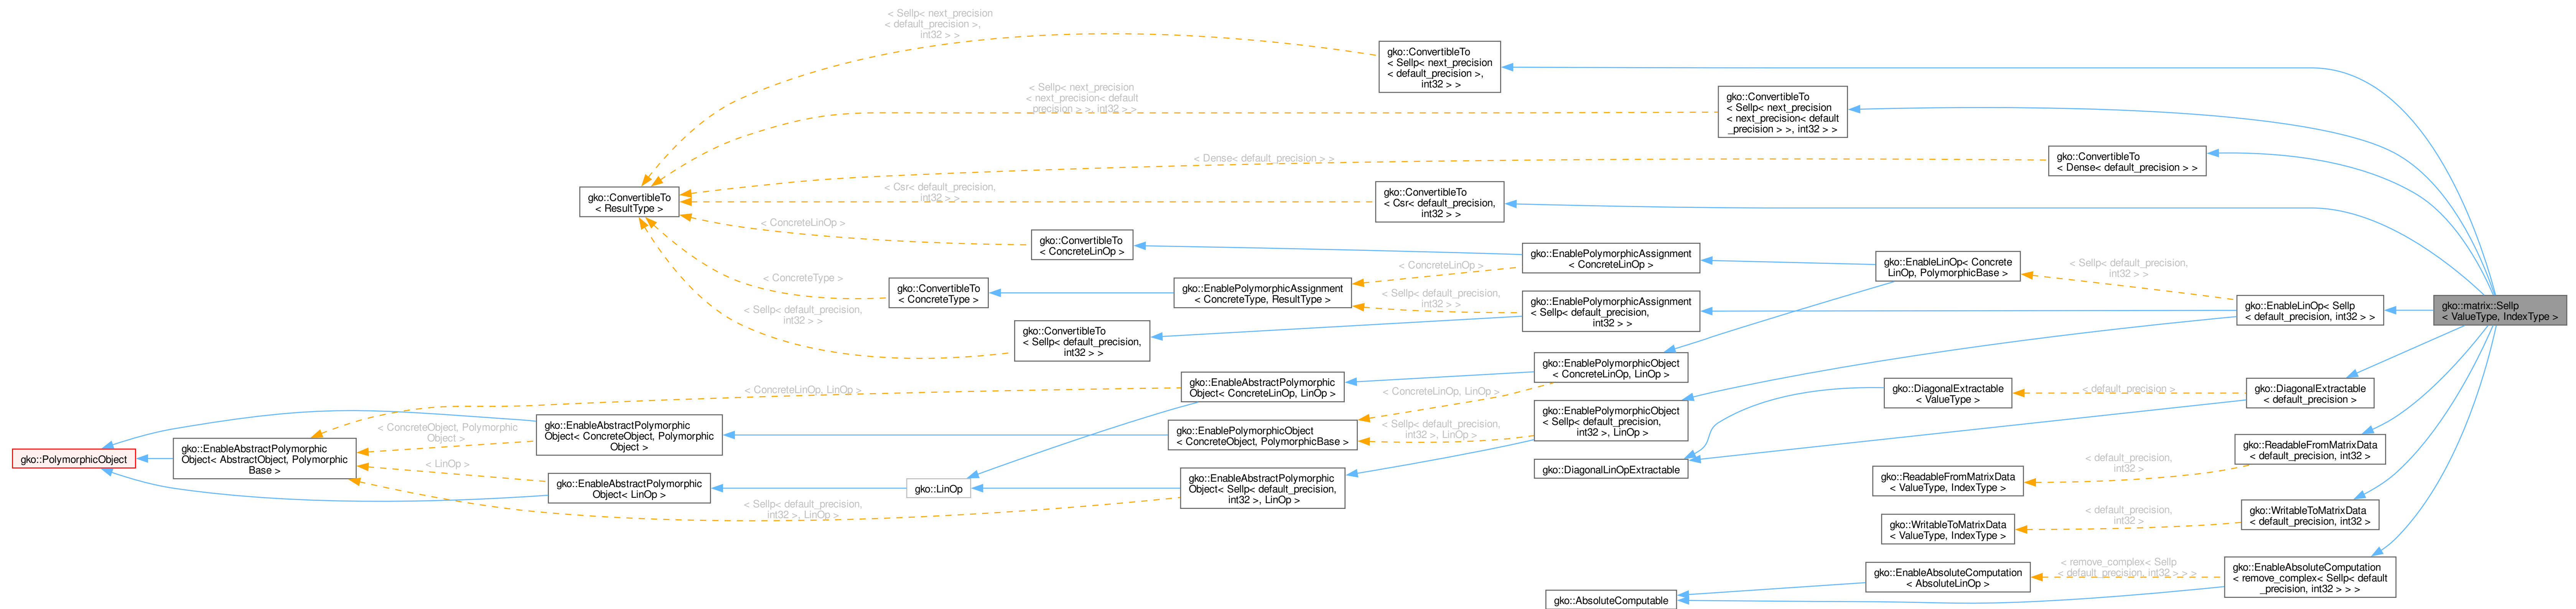 < Sellp< next_precision
< default_precision >,
int32 > >
gko::ConvertibleTo
< Sellp< next_precision
< default_precision >,
int32 > >
< Sellp< next_precision
< next_precision< default
_precision > >, int32 > >
gko::ConvertibleTo
< Sellp< next_precision
< next_precision< default
_precision > >, int32 > >
< Dense< default_precision > >
gko::ConvertibleTo
< Dense< default_precision > >
gko::ConvertibleTo
< ResultType >
< Csr< default_precision,
int32 > >
gko::ConvertibleTo
< Csr< default_precision,
int32 > >
< ConcreteLinOp >
gko::ConvertibleTo
< ConcreteLinOp >
gko::EnablePolymorphicAssignment
< ConcreteLinOp >
gko::EnableLinOp< Concrete
LinOp, PolymorphicBase >
< Sellp< default_precision,
int32 > >
< ConcreteType >
gko::ConvertibleTo
< ConcreteType >
gko::EnablePolymorphicAssignment
< ConcreteType, ResultType >
< ConcreteLinOp >
< Sellp< default_precision,
int32 > >
gko::EnablePolymorphicAssignment
< Sellp< default_precision,
int32 > >
gko::EnableLinOp< Sellp
< default_precision, int32 > >
gko::matrix::Sellp
< ValueType, IndexType >
< Sellp< default_precision,
int32 > >
gko::ConvertibleTo
< Sellp< default_precision,
int32 > >
gko::EnablePolymorphicObject
< ConcreteLinOp, LinOp >
< ConcreteLinOp, LinOp >
gko::EnableAbstractPolymorphic
Object< ConcreteLinOp, LinOp >
< ConcreteLinOp, LinOp >
gko::DiagonalExtractable
< ValueType >
< default_precision >
gko::DiagonalExtractable
< default_precision >
gko::PolymorphicObject
gko::EnableAbstractPolymorphic
Object< AbstractObject, Polymorphic
Base >
< ConcreteObject, Polymorphic
Object >
gko::EnableAbstractPolymorphic
Object< ConcreteObject, Polymorphic
Object >
gko::EnablePolymorphicObject
< ConcreteObject, PolymorphicBase >
< Sellp< default_precision,
int32 >, LinOp >
gko::EnablePolymorphicObject
< Sellp< default_precision,
int32 >, LinOp >
gko::DiagonalLinOpExtractable
gko::ReadableFromMatrixData
< ValueType, IndexType >
< default_precision,
int32 >
gko::ReadableFromMatrixData
< default_precision, int32 >
< LinOp >
gko::EnableAbstractPolymorphic
Object< LinOp >
gko::LinOp
gko::EnableAbstractPolymorphic
Object< Sellp< default_precision,
int32 >, LinOp >
< Sellp< default_precision,
int32 >, LinOp >
gko::WritableToMatrixData
< ValueType, IndexType >
< default_precision,
int32 >
gko::WritableToMatrixData
< default_precision, int32 >
gko::AbsoluteComputable
gko::EnableAbsoluteComputation
< AbsoluteLinOp >
< remove_complex< Sellp
< default_precision, int32 > > >
gko::EnableAbsoluteComputation
< remove_complex< Sellp< default
_precision, int32 > > >